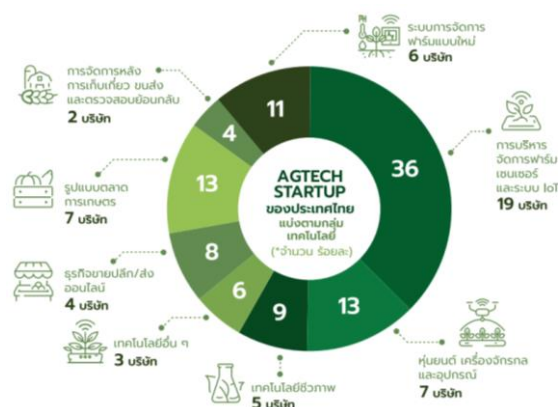 ระบบการจัดการ
ฟาร์มแบบใหม่
6 บริษัท
การจัดการหลัง
การเก็บเกี่ยว ขนส่ง
และตรวจสอบย้อนกลับ
2 บริษัท
11
4
36
การบริหาร
จัดการฟาร์ม
เซนเซอร์
และระบบ IoT
19 บริษัท
รูปแบบตลาด
การเกษตร
7 บริษัท
13
AGTECH
STARTUP
ของประเทศไทย
แบ่งตามกลุ่ม
เทคโนโลยี
(*จำนวน ร้อยละ)
ธุรกิจขายปลีก/ส่ง
ออนไลน์
4 บริษัท
8
6
9
13
เทคโนโลยีอื่น ๆ
3 บริษัท
เทคโนโลยีชีวภาพ
5 บริษัท
หุ่นยนต์ เครื่องจักรกล
และอุปกรณ์
7 บริษัท